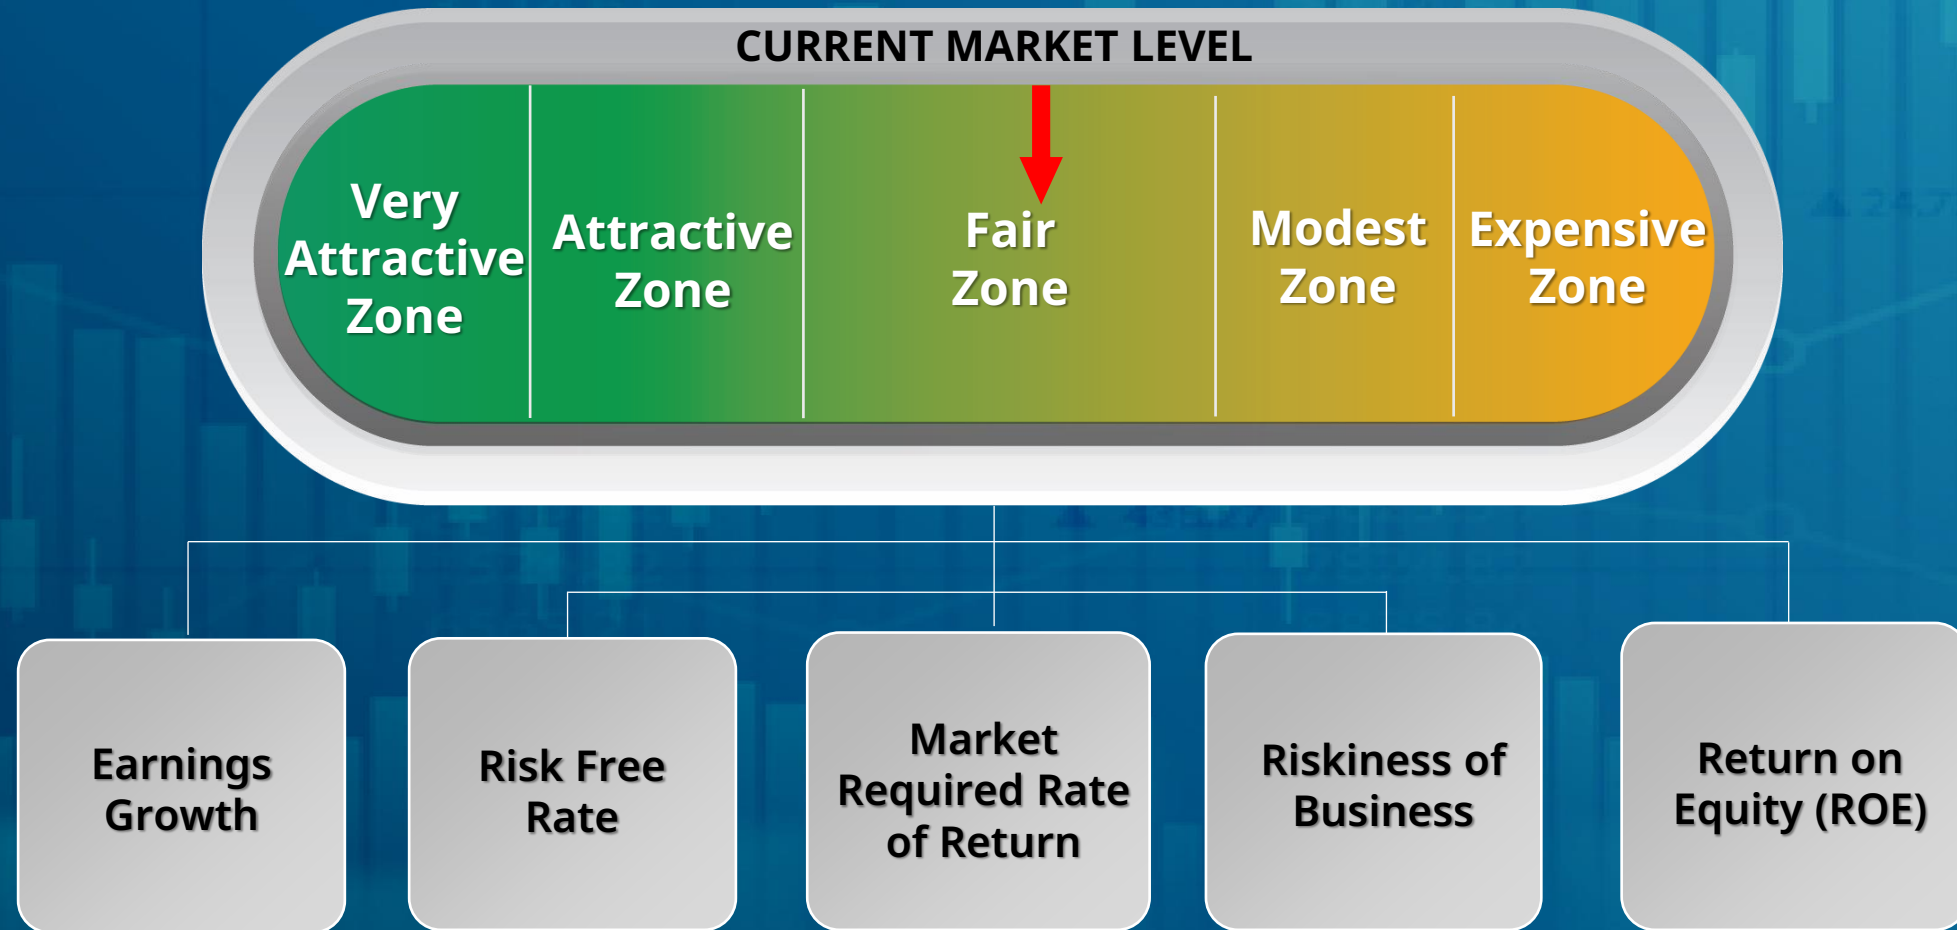 CURRENT MARKET LEVEL
Very
Attractive
Zone
Attractive
Zone
Fair
Zone
Modest
Zone
Expensive
Zone
Earnings
Growth
Risk Free
Rate
Market
Required Rate
of Return
Riskiness of
Business
Return on
Equity (ROE)